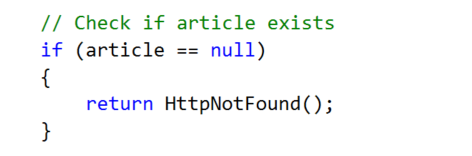 // Check if article exists
if (article == null)
{
    return HttpNotFound();
}